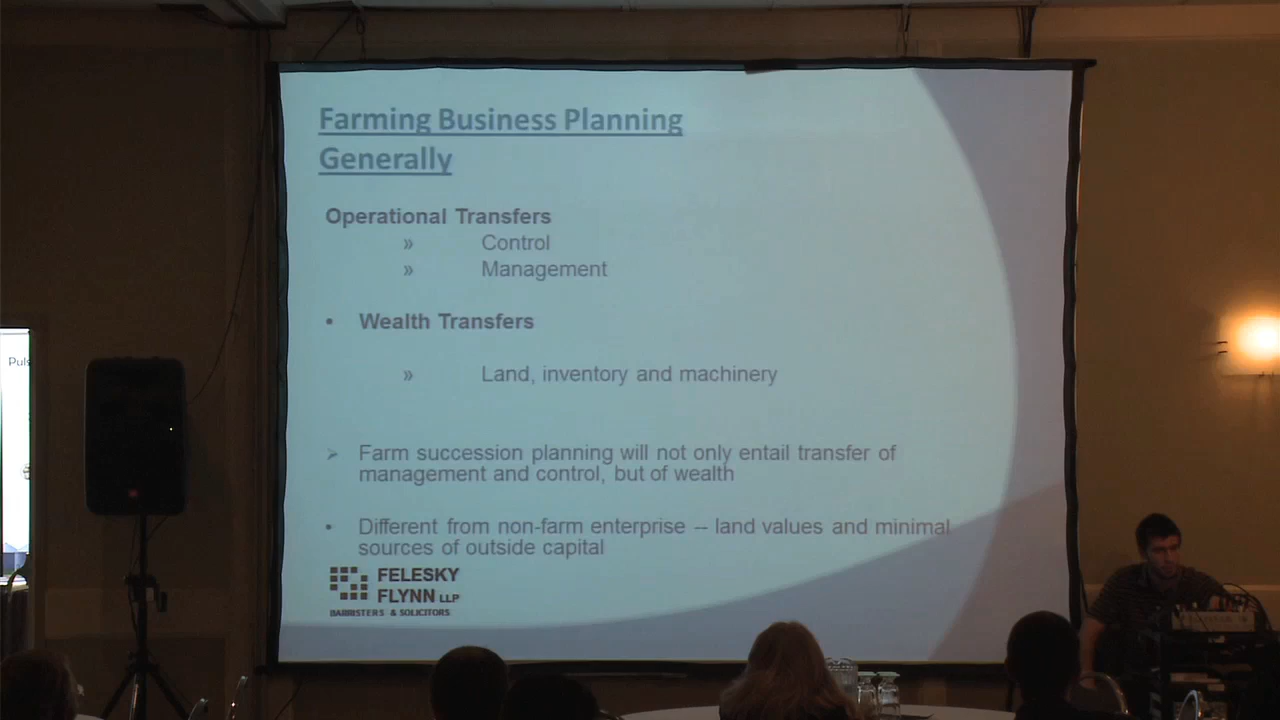 Farming Business Planning
Generally
Operational Transfers
» Control
» Management
• Wealth Transfers
» Land, inventory and machinery
➢ Farm succession planning will not only entail transfer of
management and control, but of wealth
• Different from non-farm enterprise – land values and minimal
sources of outside capital
FELESKY
FLYNN LLP
BARRISTERS & SOLICITORS
Puls